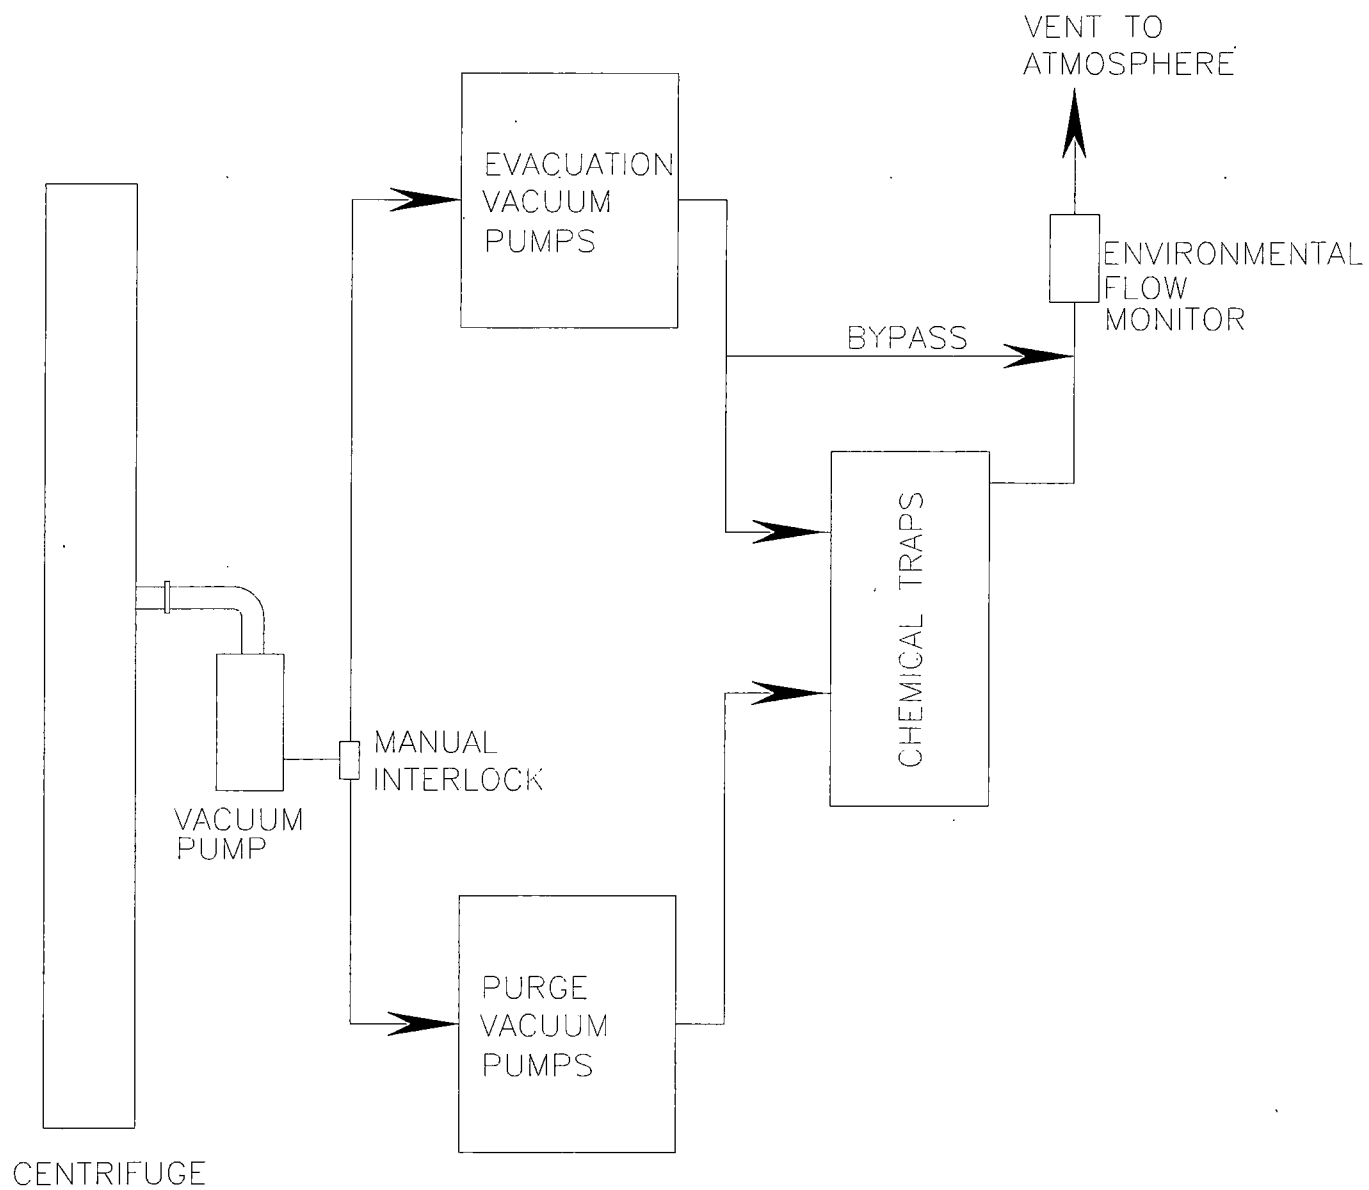 VENT TO
ATMOSPHERE
EVACUATION
VACUUM
PUMPS
ENVIRONMENTAL
FLOW
MONITOR
BYPASS
CHEMICAL TRAPS
MANUAL
INTERLOCK
VACUUM
PUMP
PURGE
VACUUM
PUMPS
CENTRIFUGE